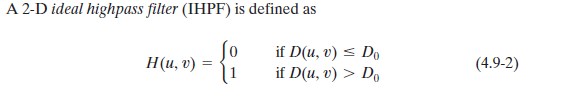 A 2-D ideal highpass filter (IHPF) is defined as
H(u, v) = { 0 if D(u, v) ≤ D₀
1 if D(u, v) > D₀ (4.9-2)